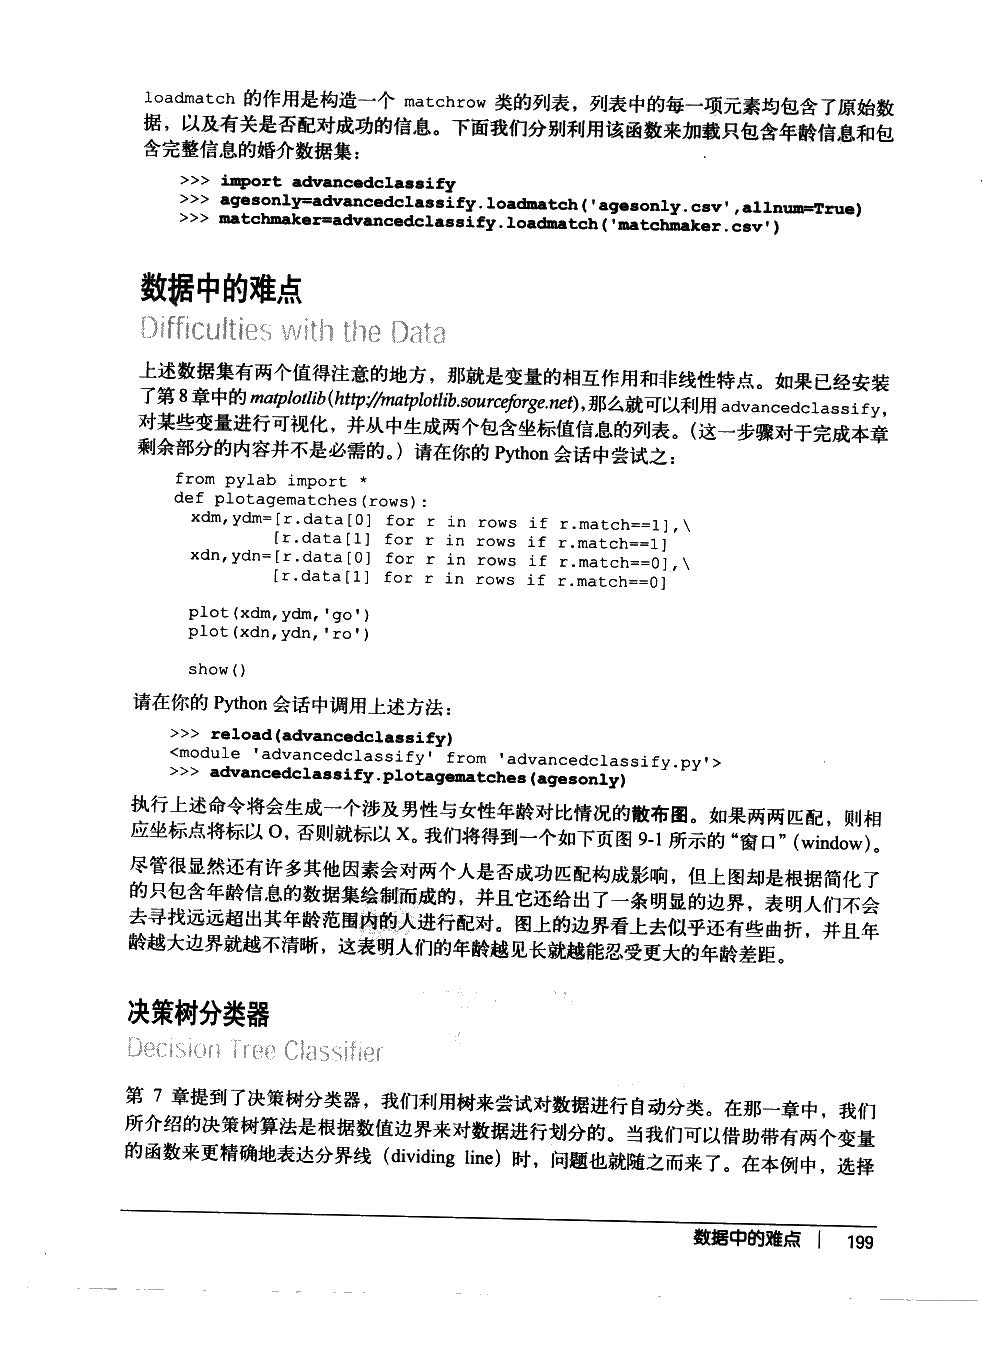 loadmatch 的作用是构造一个 matchrow 类的列表，列表中的每一项元素均包含了原始数
据，以及有关是否配对成功的信息。下面我们分别利用该函数来加载只包含年龄信息和包
含完整信息的婚介数据集：
>>> import advancedclassify
>>> agesonly=advancedclassify.loadmatch('agesonly.csv',allnum=True)
>>> matchmaker=advancedclassify.loadmatch('matchmaker.csv')
数据中的难点
Difficulties with the Data
上述数据集有两个值得注意的地方，那就是变量的相互作用和非线性特点。如果已经安装
了第 8 章中的 matplotlib (http://matplotlib.sourceforge.net)，那么就可以利用 advancedclassify，
对某些变量进行可视化，并从中生成两个包含坐标值信息的列表。（这一步骤对于完成本章
剩余部分的内容并不是必需的。）请在你的 Python 会话中尝试之：
from pylab import *
def plotagematches(rows):
  xdm,ydm=[r.data[0] for r in rows if r.match==1],\
          [r.data[1] for r in rows if r.match==1]
  xdn,ydn=[r.data[0] for r in rows if r.match==0],\
          [r.data[1] for r in rows if r.match==0]
  plot(xdm,ydm,'go')
  plot(xdn,ydn,'ro')
  show()
请在你的 Python 会话中调用上述方法：
>>> reload(advancedclassify)
<module 'advancedclassify' from 'advancedclassify.py'>
>>> advancedclassify.plotagematches(agesonly)
执行上述命令将会生成一个涉及男性与女性年龄对比情况的散布图。如果两两匹配，则相
应坐标点将标以 O，否则就标以 X。我们将得到一个如下页图 9-1 所示的“窗口”（window）。
尽管很显然还有许多其他因素会对两个人是否成功匹配构成影响，但上图却是根据简化了
的只包含年龄信息的数据集绘制而成的，并且它还给出了一条明显的边界，表明人们不会
去寻找远远超出其年龄范围内的人进行配对。图上的边界看上去似乎还有些曲折，并且年
龄越大边界就越不清晰，这表明人们的年龄越见长就越能忍受更大的年龄差距。
决策树分类器
Decision Tree Classifier
第 7 章提到了决策树分类器，我们利用树来尝试对数据进行自动分类。在那一章中，我们
所介绍的决策树算法是根据数值边界来对数据进行划分的。当我们可以借助带有两个变量
的函数来更精确地表达分界线（dividing line）时，问题也就随之而来了。在本例中，选择
数据中的难点 | 199